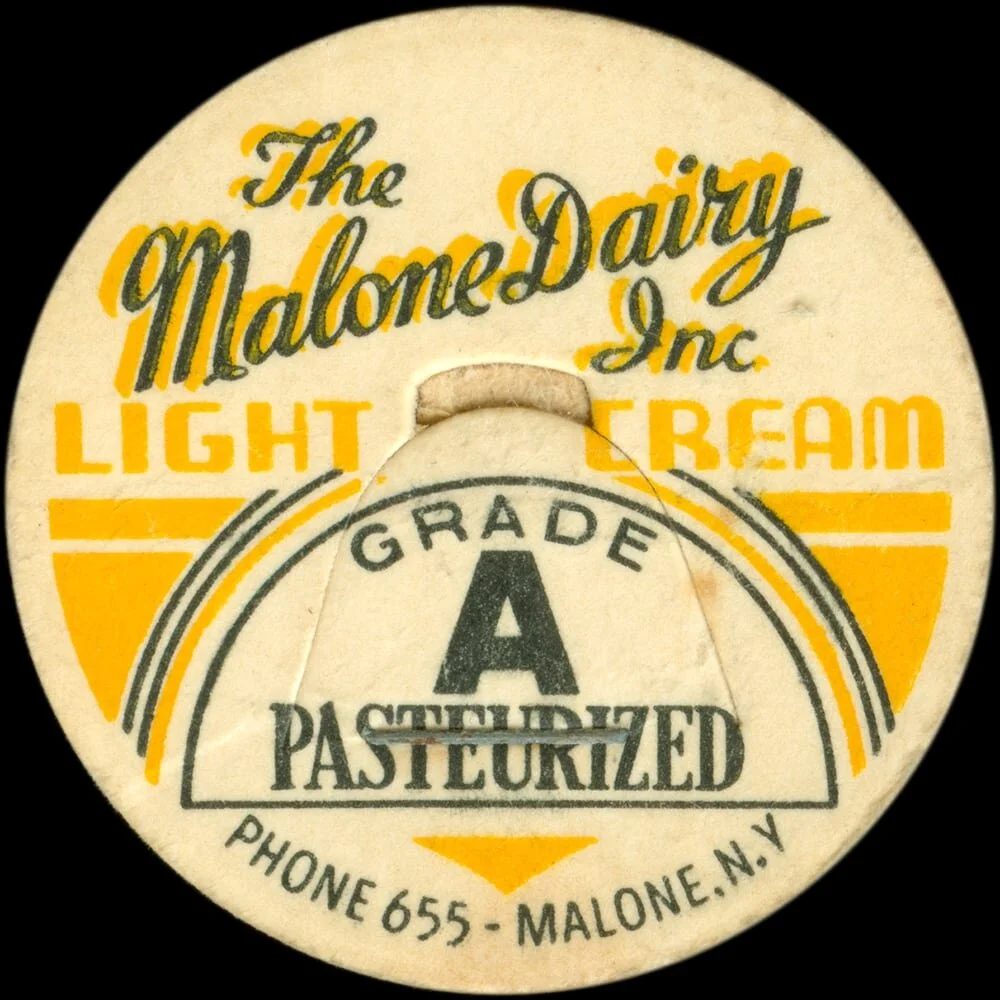 The
Malone Dairy
Inc
LIGHT CREAM
GRADE
A
PASTEURIZED
PHONE 655 - MALONE, N.Y